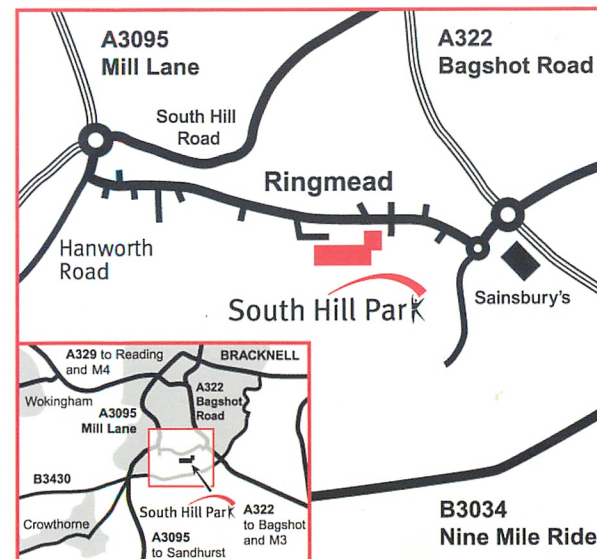 A3095
Mill Lane
A322
Bagshot Road
South Hill
Road
Ringmead
Hanworth
Road
South Hill Park
Sainsbury's
A329 to Reading
and M4
BRACKNELL
Wokingham
A322
Bagshot
Road
A3095
Mill Lane
B3430
South Hill Park
Crowthorne
A322
to Bagshot
and M3
A3095
to Sandhurst
B3034
Nine Mile Ride